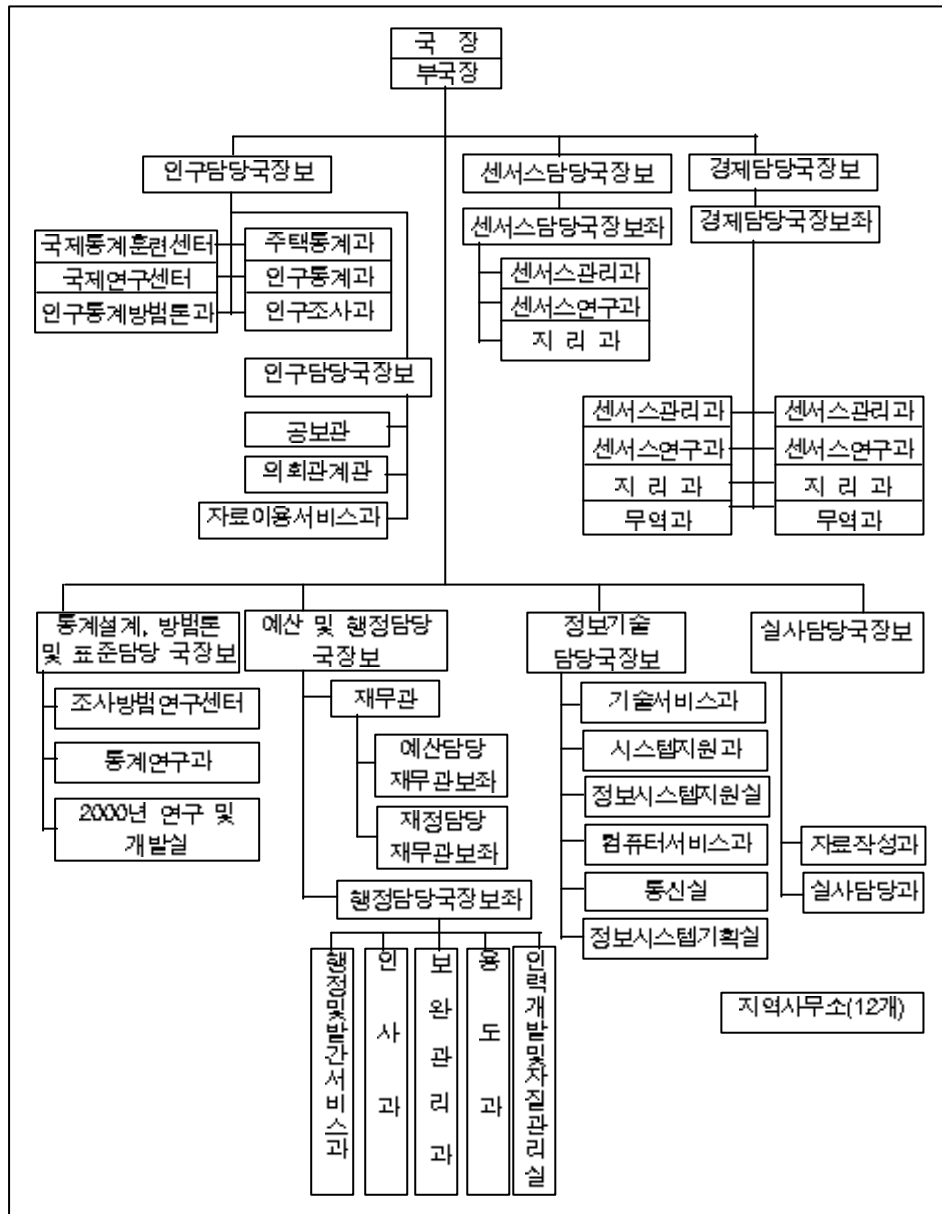 국 장
부국장
인구담당국장보
센서스담당국장보
경제담당국장보
센서스담당국장보좌
경제담당국장보좌
국제통계훈련센터
주택통계과
국제연구센터
인구통계과
인구통계방법론과
인구조사과
센서스관리과
센서스연구과
지 리 과
인구담당국장보
공보관
의회관계관
자료이용서비스과
센서스관리과
센서스관리과
센서스연구과
센서스연구과
지 리 과
지 리 과
무역과
무역과
통계설계, 방법론
및 표준담당 국장보
예산 및 행정담당
국장보
정보기술
담당국장보
실사담당국장보
조사방법연구센터
통계연구과
2000년 연구 및
개발실
재무관
예산담당
재무관보좌
재정담당
재무관보좌
행정담당국장보좌
행정및발간서비스과
인사과
보완관리과
용도과
인력개발및자질관리실
기술서비스과
시스템지원과
정보시스템지원실
컴퓨터서비스과
통신실
정보시스템기획실
자료작성과
실사담당과
지역사무소(12개)